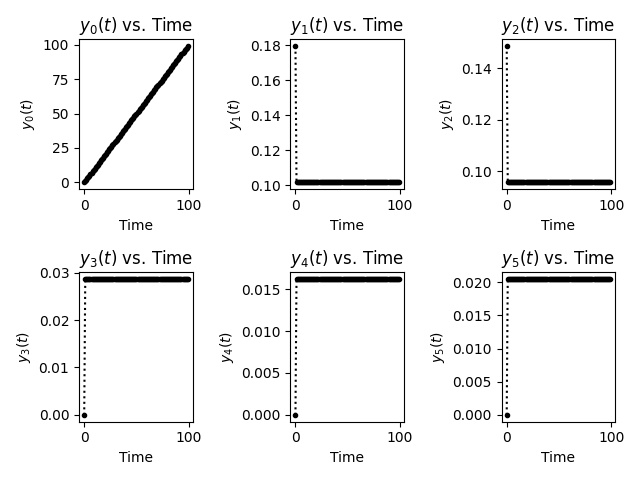 y₀(t) vs. Time
y₁(t) vs. Time
y₂(t) vs. Time
100
75
50
25
0
y₀(t)
0
100
Time
0.18
0.16
0.14
0.12
0.10
y₁(t)
0
100
Time
0.14
0.12
0.10
y₂(t)
0
100
Time
y₃(t) vs. Time
y₄(t) vs. Time
y₅(t) vs. Time
0.03
0.02
0.01
0.00
y₃(t)
0
100
Time
0.015
0.010
0.005
0.000
y₄(t)
0
100
Time
0.020
0.015
0.010
0.005
0.000
y₅(t)
0
100
Time